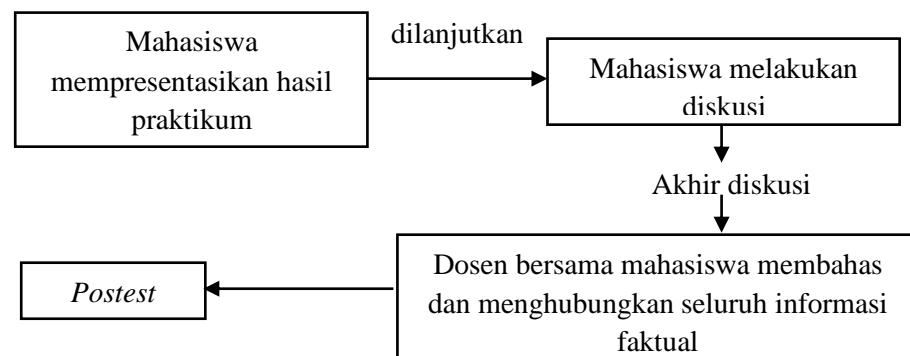 Mahasiswa
mempresentasikan hasil
praktikum
dilanjutkan
Mahasiswa melakukan
diskusi
Akhir diskusi
Dosen bersama mahasiswa membahas
dan menghubungkan seluruh informasi
faktual
Postest